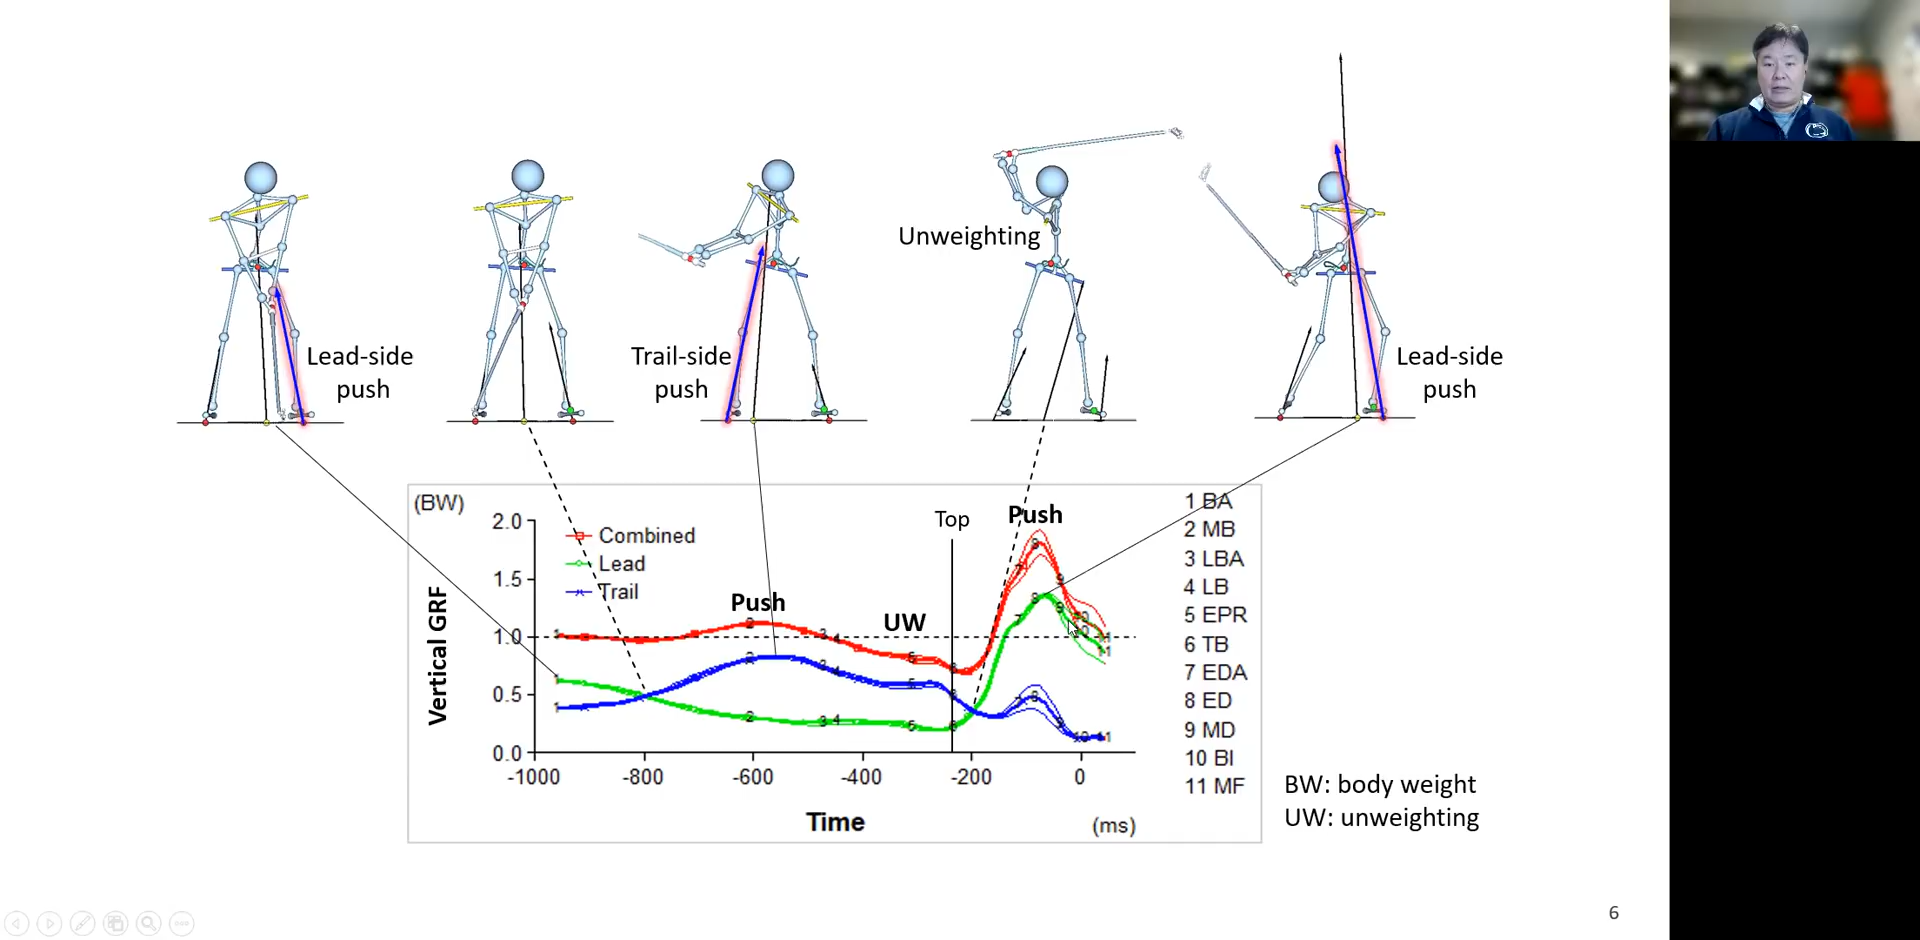 Unweighting
Lead-side
push
Trail-side
push
Lead-side
push
(BW)
2.0
1.5
1.0
0.5
0.0
Vertical GRF
Combined
Lead
Trail
Push
UW
Top
Push
-1000
-800
-600
-400
-200
0
Time
(ms)
1 BA
2 MB
3 LBA
4 LB
5 EPR
6 TB
7 EDA
8 ED
9 MD
10 BI
11 MF
BW: body weight
UW: unweighting
6